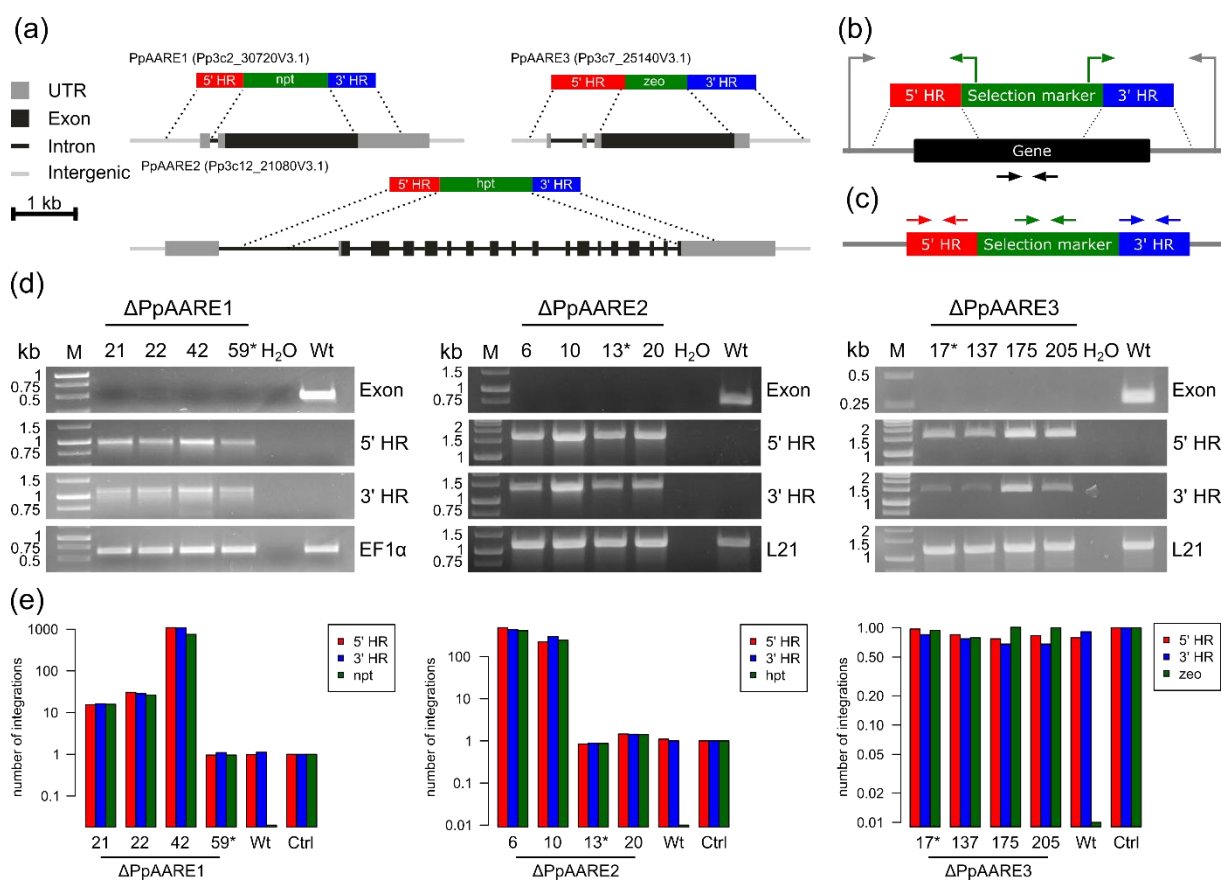 (a)
PpAARE1 (Pp3c2_30720V3.1)
5' HR npt 3' HR
PpAARE3 (Pp3c7_25140V3.1)
5' HR zeo 3' HR
UTR
Exon
Intron
Intergenic
1 kb
PpAARE2 (Pp3c12_21080V3.1)
5' HR hpt 3' HR
(b)
5' HR Selection marker 3' HR
Gene
(c)
5' HR Selection marker 3' HR
(d)
ΔPpAARE1
kb M 21 22 42 59* H₂O Wt
1
0.75
0.5
Exon
1.5
1
0.75
5' HR
1.5
1
0.75
3' HR
1
0.75
0.5
EF1α
ΔPpAARE2
kb M 6 10 13* 20 H₂O Wt
1.5
1
0.75
Exon
2
1.5
1
5' HR
1.5
1
0.75
3' HR
1.5
1
0.75
L21
ΔPpAARE3
kb M 17* 137 175 205 H₂O Wt
0.5
0.25
Exon
2
1.5
1
5' HR
2
1.5
1
3' HR
2
1.5
1
L21
(e)
number of integrations
1000
100
10
1
0.1
5' HR
3' HR
npt
21 22 42 59* Wt Ctrl
ΔPpAARE1
number of integrations
100
1
0.1
0.01
5' HR
3' HR
hpt
6 10 13* 20 Wt Ctrl
ΔPpAARE2
number of integrations
1.00
0.50
0.20
0.10
0.05
0.02
0.01
5' HR
3' HR
zeo
17* 137 175 205 Wt Ctrl
ΔPpAARE3